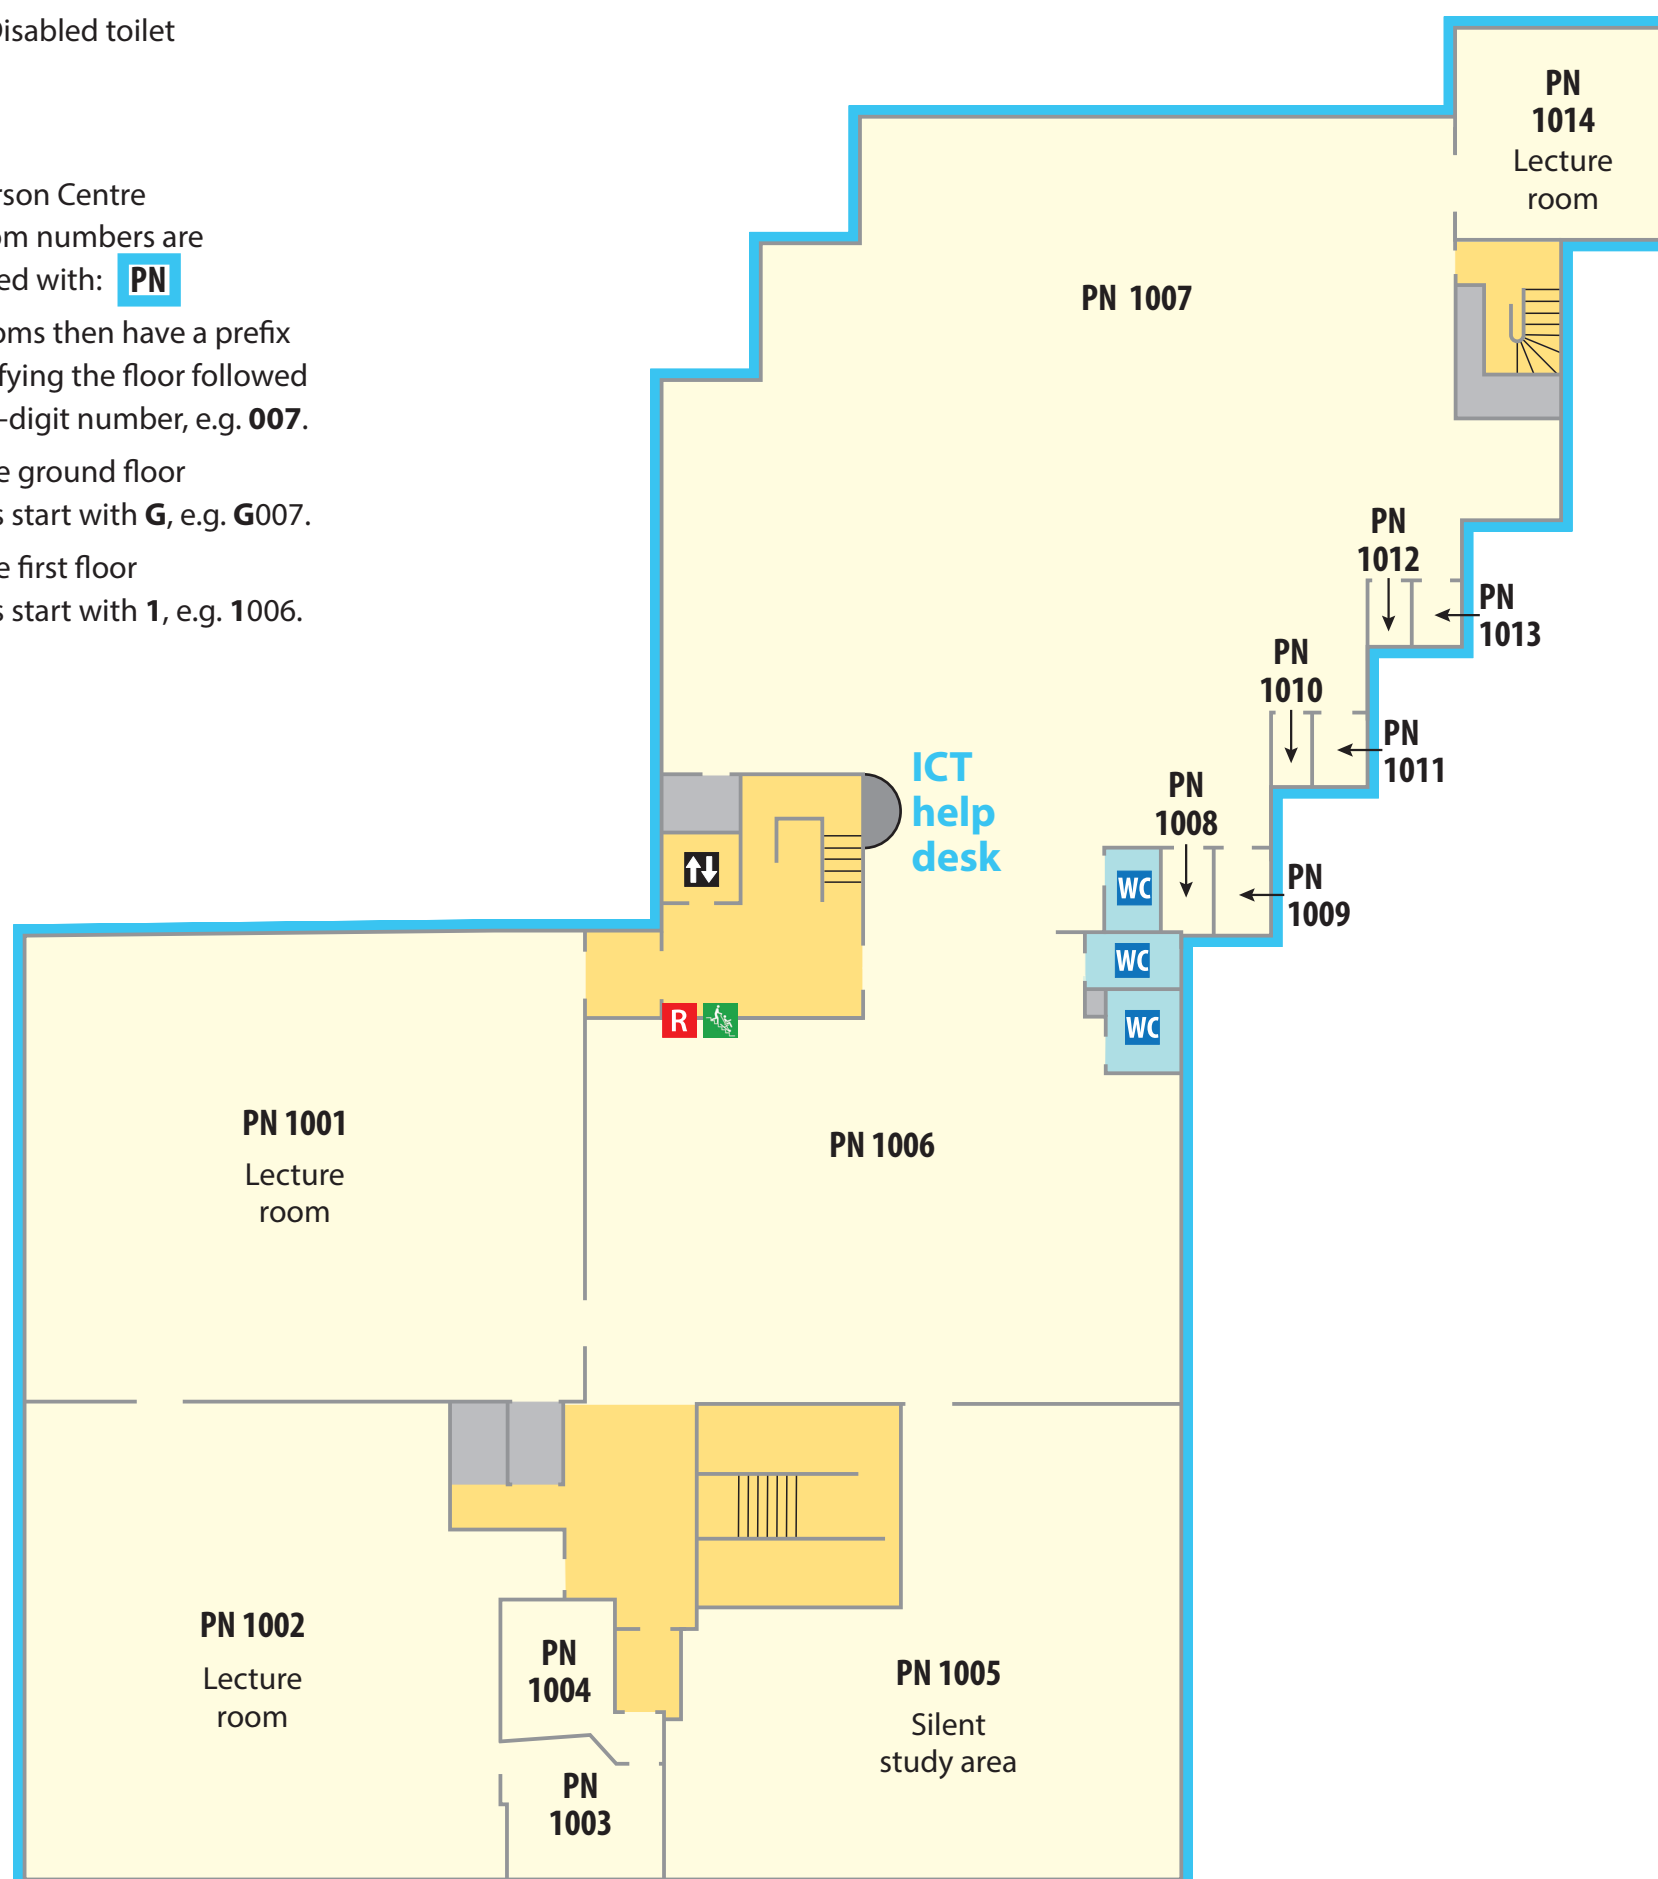 Disabled toilet
rson Centre
om numbers are
ed with: PN
oms then have a prefix
fying the floor followed
-digit number, e.g. 007.
e ground floor
s start with G, e.g. G007.
e first floor
s start with 1, e.g. 1006.
PN
1014
Lecture
room
PN 1007
PN
1012
PN
1013
PN
1010
PN
1011
ICT
help
desk
PN
1008
PN
1009
WC
WC
WC
R
PN 1001
Lecture
room
PN 1006
PN 1002
Lecture
room
PN
1004
PN 1005
Silent
study area
PN
1003